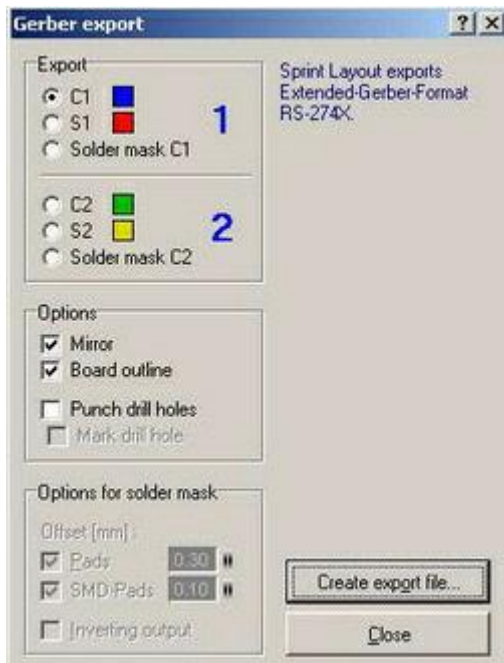 Gerber export
Export
C1
S1
1
Solder mask C1
C2
S2
2
Solder mask C2
Sprint Layout exports
Extended-Gerber-Format
RS-274X.
Options
Mirror
Board outline
Punch drill holes
Mark drill hole
Options for solder mask
Offset [mm] :
Pads 0.30
SMD-Pads 0.10
Inverting output
Create export file...
Close